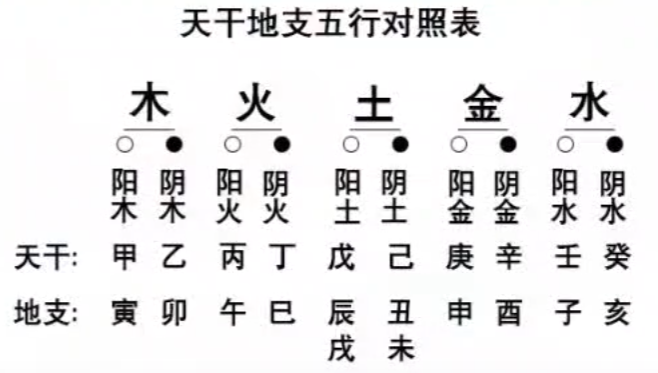 天干地支五行对照表
木 火 土 金 水
阳 阴 阳 阴 阳 阴 阳 阴 阳 阴
木 木 火 火 土 土 金 金 水 水
天干: 甲 乙 丙 丁 戊 己 庚 辛 壬 癸
地支: 寅 卯 午 巳 辰 丑 申 酉 子 亥
戌 未